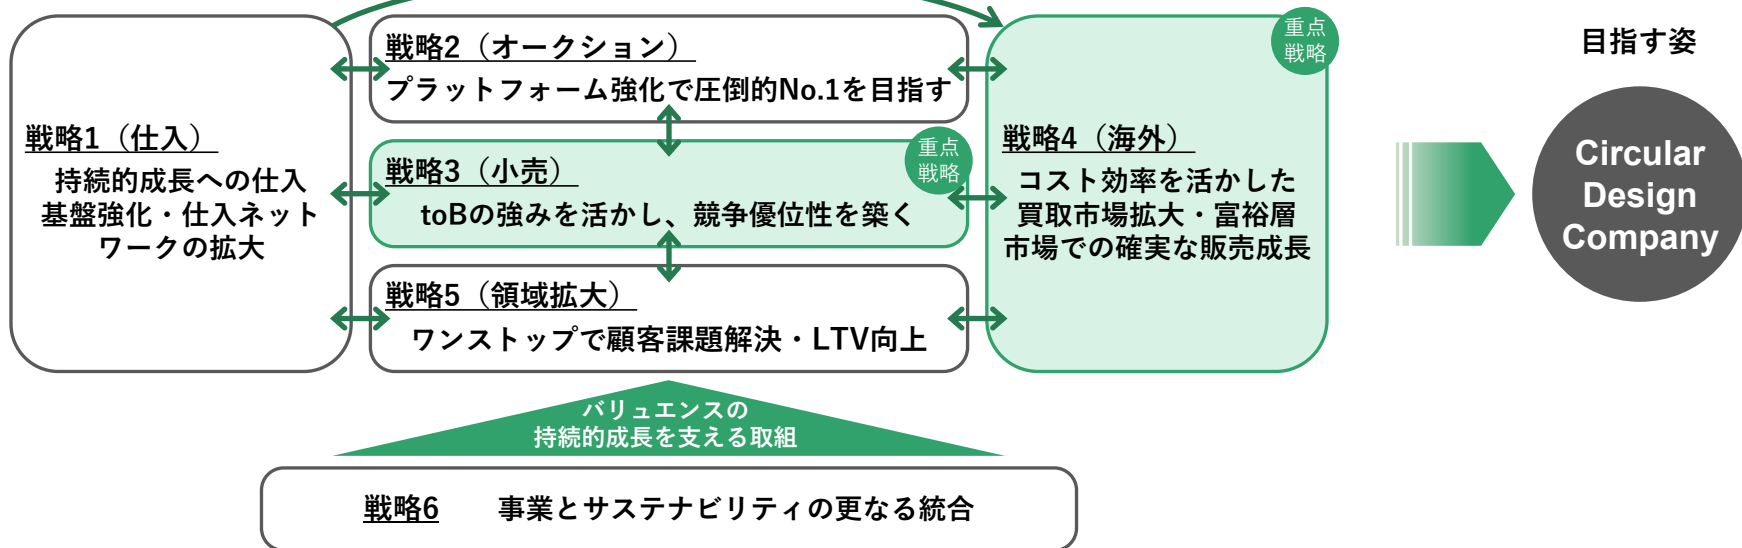 戦略1（仕入）
持続的成長への仕入
基盤強化・仕入ネット
ワークの拡大
戦略2（オークション）
プラットフォーム強化で圧倒的No.1を目指す
重点
戦略
戦略3（小売）
toBの強みを活かし、競争優位性を築く
戦略5（領域拡大）
ワンストップで顧客課題解決・LTV向上
重点
戦略
戦略4（海外）
コスト効率を活かした
買取市場拡大・富裕層
市場での確実な販売成長
目指す姿
Circular
Design
Company
バリュエンスの
持続的成長を支える取組
戦略6　事業とサステナビリティの更なる統合